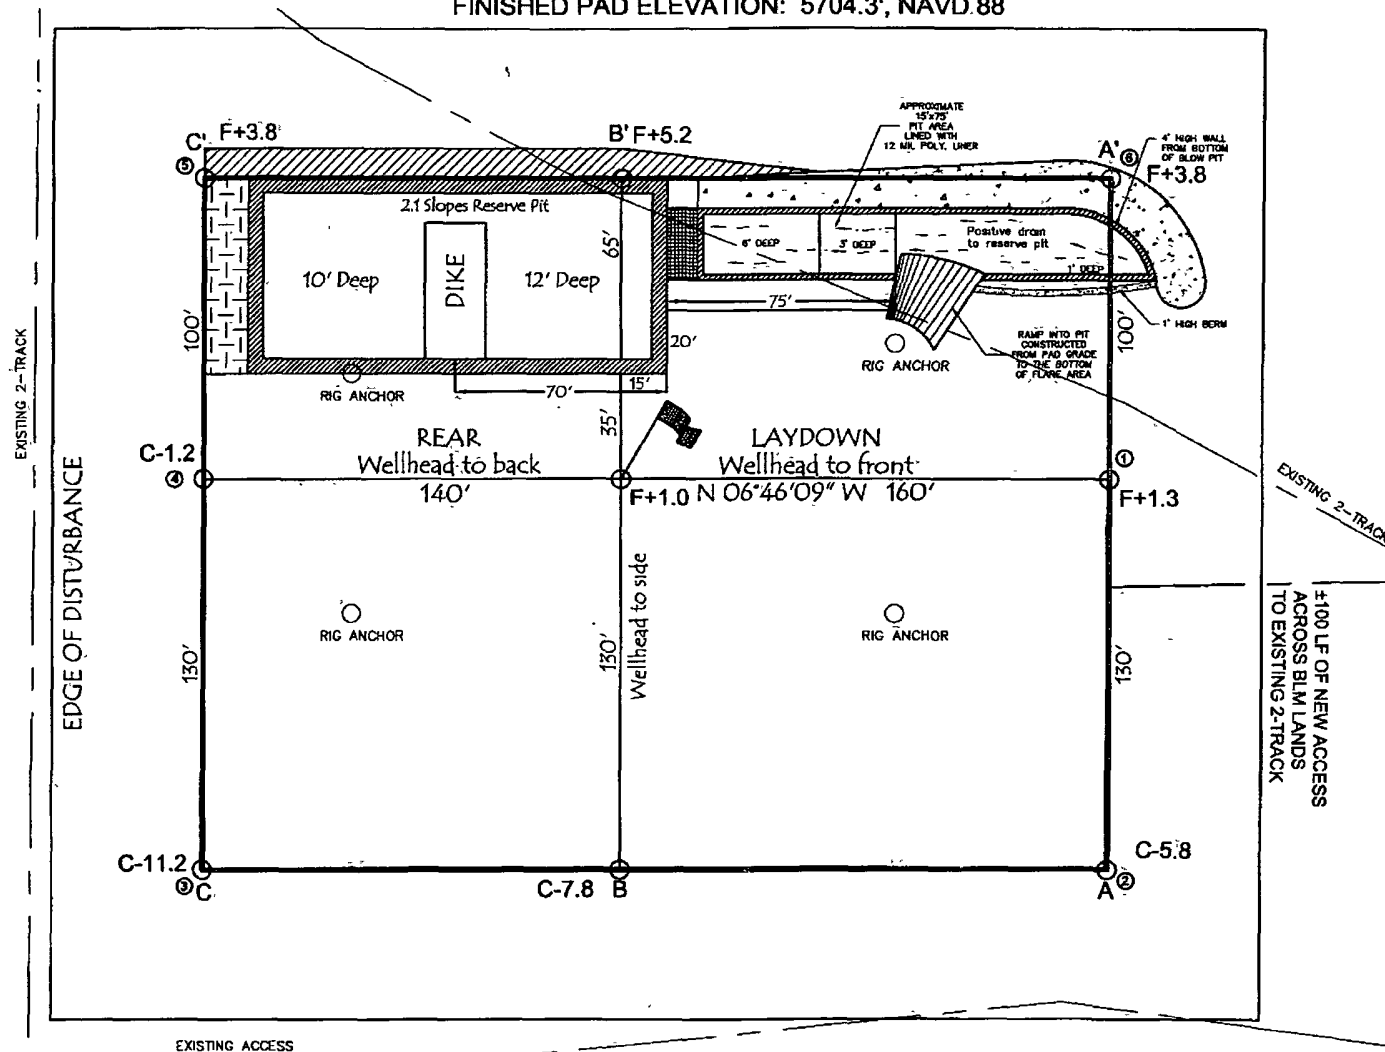 FINISHED PAD ELEVATION: 5704.3', NAVD 88
C' F+3.8'
⑤
B' F+5.2
A' ⑥
F+3.8
APPROXIMATE
15'x75'
PIT AREA
LINED WITH
12 MIL. POLY. LINER
4' HIGH WALL
FROM BOTTOM
OF BLOW PIT
2:1 Slopes Reserve Pit
10' Deep
DIKE
12' Deep
65'
6' DEEP
3' DEEP
Positive drain
to reserve pit
1' DEEP
75'
1' HIGH BERM
100'
100'
20'
RAMP INTO PIT
CONSTRUCTED
FROM PAD GRADE
TO THE BOTTOM
OF FLARE AREA
RIG ANCHOR
RIG ANCHOR
70'
15'
35'
EXISTING 2-TRACK
C-1.2
④
REAR
Wellhead to back
140'
LAYDOWN
Wellhead to front
N 06°46'09" W 160'
F+1.0
①
F+1.3
EXISTING 2-TRACK
EDGE OF DISTURBANCE
RIG ANCHOR
RIG ANCHOR
Wellhead to side
130'
130'
130'
±100 LF OF NEW ACCESS
ACROSS BLM LANDS
TO EXISTING 2-TRACK
C-11.2
③
C
C-7.8 B
C-5.8
A ②
EXISTING ACCESS